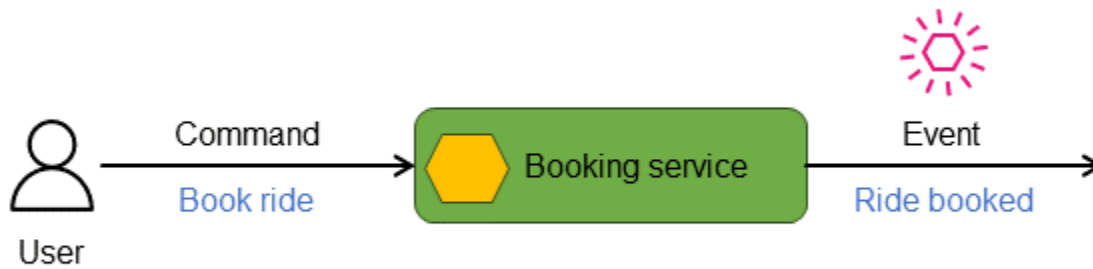 Command
Book ride
User
Booking service
Event
Ride booked